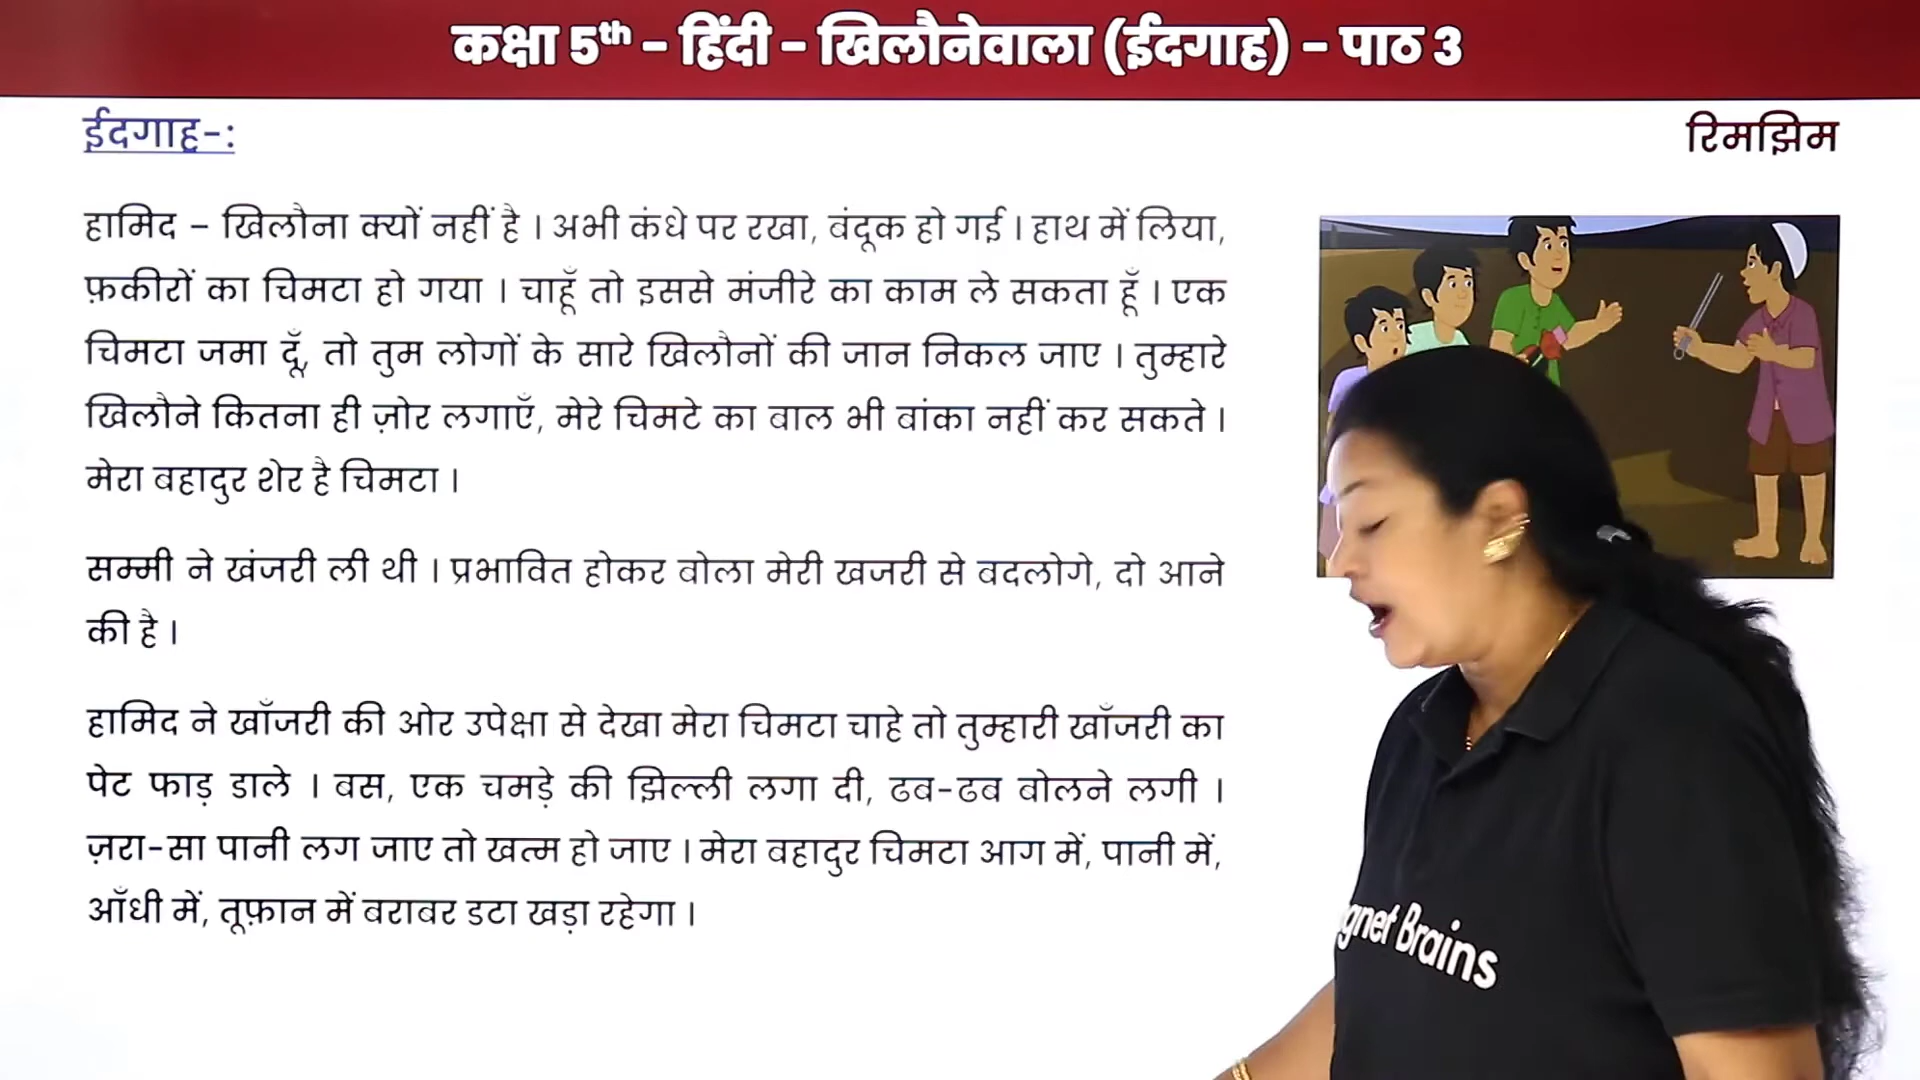 कक्षा 5th – हिंदी – खिलौनेवाला (ईदगाह) – पाठ 3
ईदगाह-:
रिमझिम
हामिद – खिलौना क्यों नहीं है । अभी कंधे पर रखा, बंदूक हो गई । हाथ में लिया,
फ़कीरों का चिमटा हो गया । चाहूँ तो इससे मंजीरे का काम ले सकता हूँ । एक
चिमटा जमा दूँ, तो तुम लोगों के सारे खिलौनों की जान निकल जाए । तुम्हारे
खिलौने कितना ही ज़ोर लगाएँ, मेरे चिमटे का बाल भी बांका नहीं कर सकते ।
मेरा बहादुर शेर है चिमटा ।
सम्मी ने खंजरी ली थी । प्रभावित होकर बोला मेरी खजरी से बदलोगे, दो आने
की है ।
हामिद ने खाँजरी की ओर उपेक्षा से देखा मेरा चिमटा चाहे तो तुम्हारी खाँजरी का
पेट फाड़ डाले । बस, एक चमड़े की झिल्ली लगा दी, ढब-ढब बोलने लगी ।
ज़रा-सा पानी लग जाए तो खत्म हो जाए । मेरा बहादुर चिमटा आग में, पानी में,
आँधी में, तूफ़ान में बराबर डटा खड़ा रहेगा ।
gnet Brains